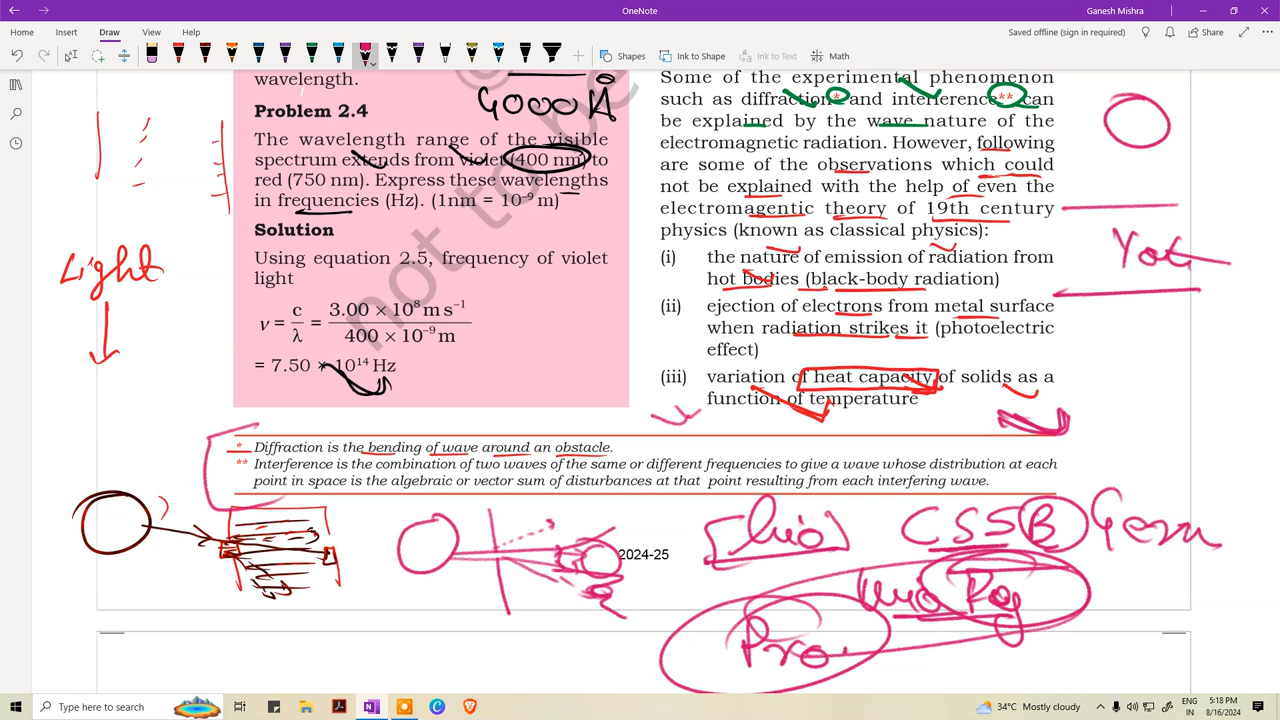 OneNote
Ganesh Mishra
Home Insert Draw View Help
Saved offline (sign in required)
Share
Shapes
Ink to Shape
Ink to Text
Math
wavelength.
4000 Å
Problem 2.4
The wavelength range of the visible
spectrum extends from violet (400 nm) to
red (750 nm). Express these wavelengths
in frequencies (Hz). (1nm = 10⁻⁹ m)
Solution
Using equation 2.5, frequency of violet
light
ν = c/λ = 3.00 × 10⁸ m s⁻¹ / 400 × 10⁻⁹ m
= 7.50 × 10¹⁴ Hz
not to be
Light
Some of the experimental phenomenon
such as diffraction* and interference** can
be explained by the wave nature of the
electromagnetic radiation. However, following
are some of the observations which could
not be explained with the help of even the
electromagentic theory of 19th century
physics (known as classical physics):
(i) the nature of emission of radiation from
hot bodies (black-body radiation)
(ii) ejection of electrons from metal surface
when radiation strikes it (photoelectric
effect)
(iii) variation of heat capacity of solids as a
function of temperature
* Diffraction is the bending of wave around an obstacle.
** Interference is the combination of two waves of the same or different frequencies to give a wave whose distribution at each
point in space is the algebraic or vector sum of disturbances at that point resulting from each interfering wave.
2024-25
Type here to search
34°C Mostly cloudy
ENG
IN
5:18 PM
8/16/2024